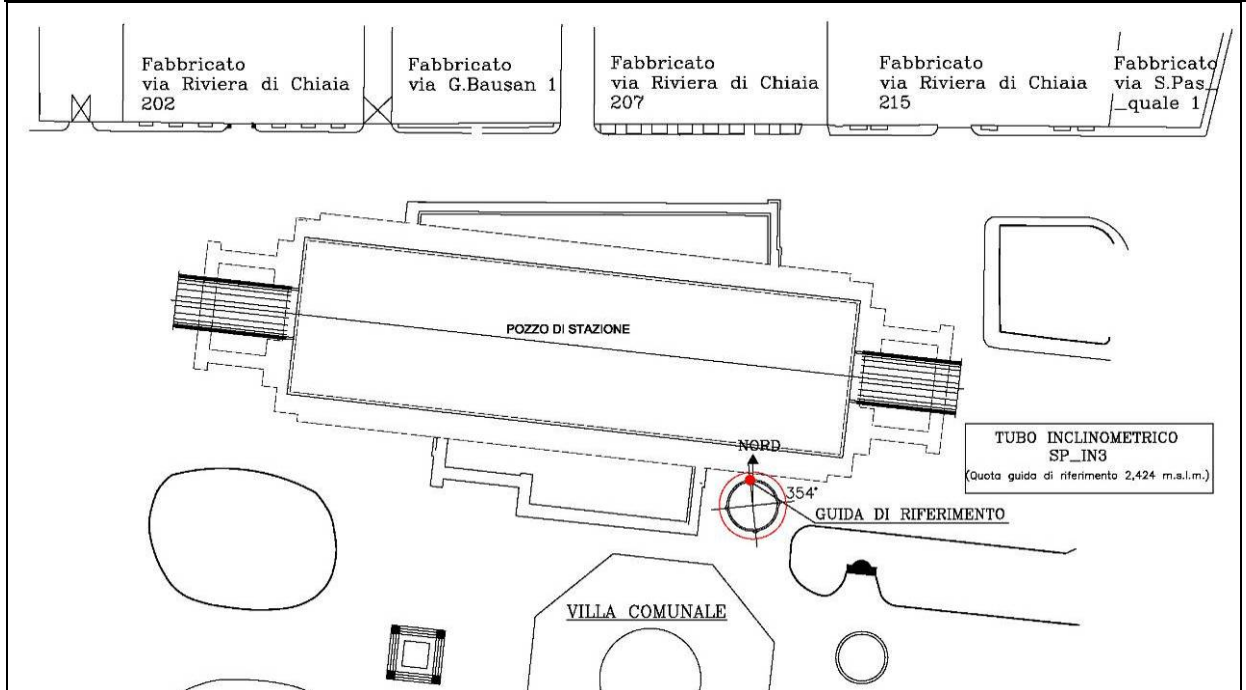 Fabbricato
via Riviera di Chiaia
202
Fabbricato
via G.Bausan 1
Fabbricato
via Riviera di Chiaia
207
Fabbricato
via Riviera di Chiaia
215
Fabbricato
via S.Pas_
_quale 1
POZZO DI STAZIONE
TUBO INCLINOMETRICO
SP_IN3
(Quota guida di riferimento 2,424 m.s.l.m.)
NORD
354°
GUIDA DI RIFERIMENTO
VILLA COMUNALE